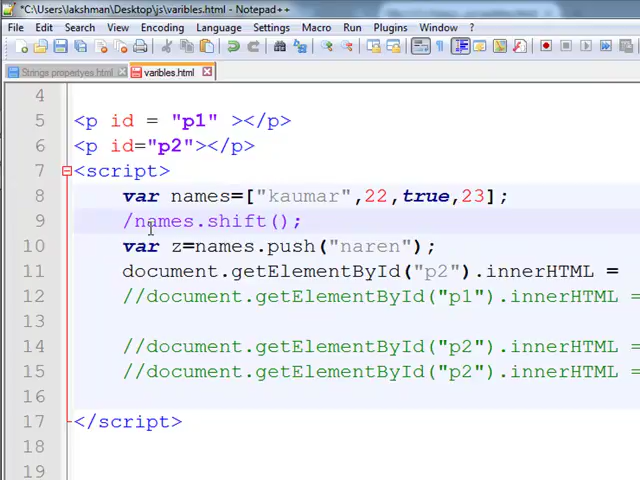 *C:\Users\lakshman\Desktop\js\varibles.html - Notepad++
File Edit Search View Encoding Language Settings Macro Run Plugins Window ?
Strings propertyes.html varibles.html
4
5 <p id = "p1" ></p>
6 <p id="p2"></p>
7 <script>
8 var names=["kaumar",22,true,23];
9 /names.shift();
10 var z=names.push("naren");
11 document.getElementById("p2").innerHTML =
12 //document.getElementById("p1").innerHTML =
13
14 //document.getElementById("p2").innerHTML =
15 //document.getElementById("p2").innerHTML =
16
17 </script>
18
19